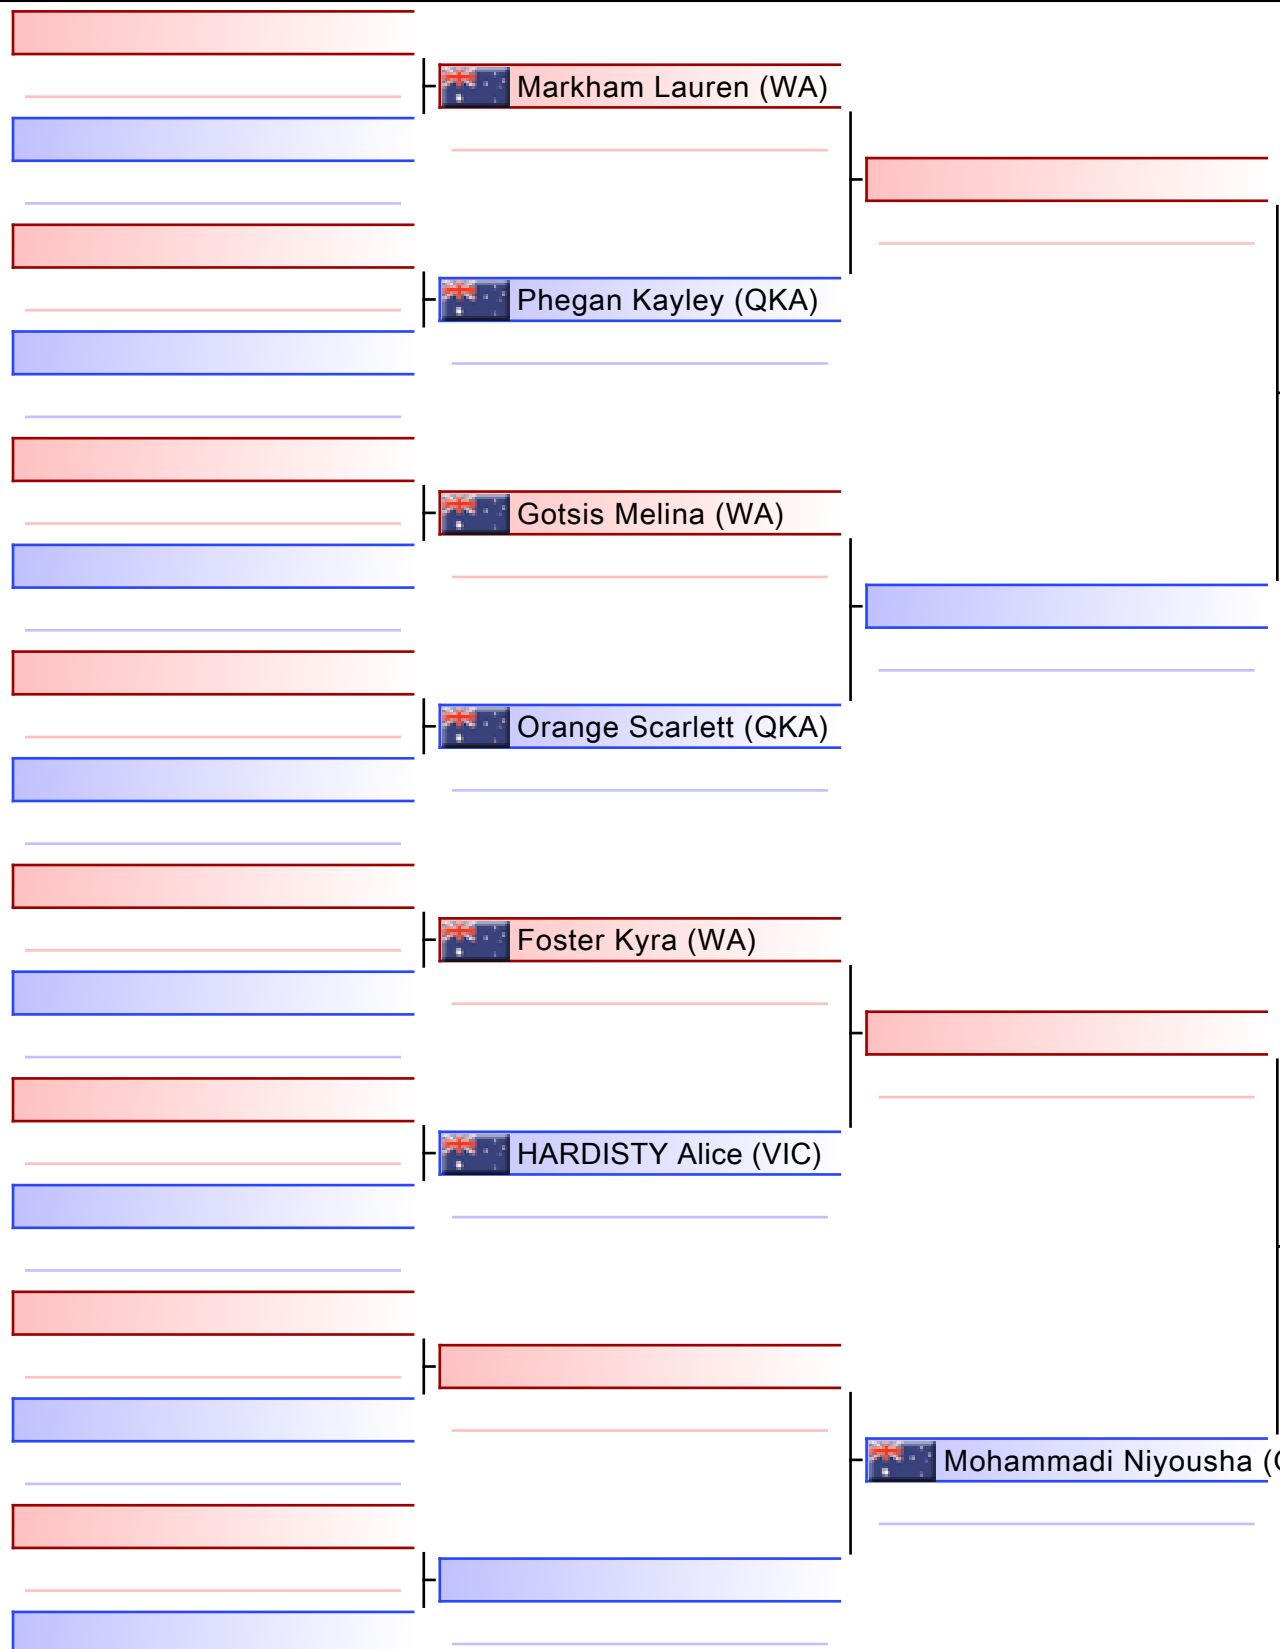 Markham Lauren (WA)
Phegan Kayley (QKA)
Gotsis Melina (WA)
Orange Scarlett (QKA)
Foster Kyra (WA)
HARDISTY Alice (VIC)
Mohammadi Niyousha